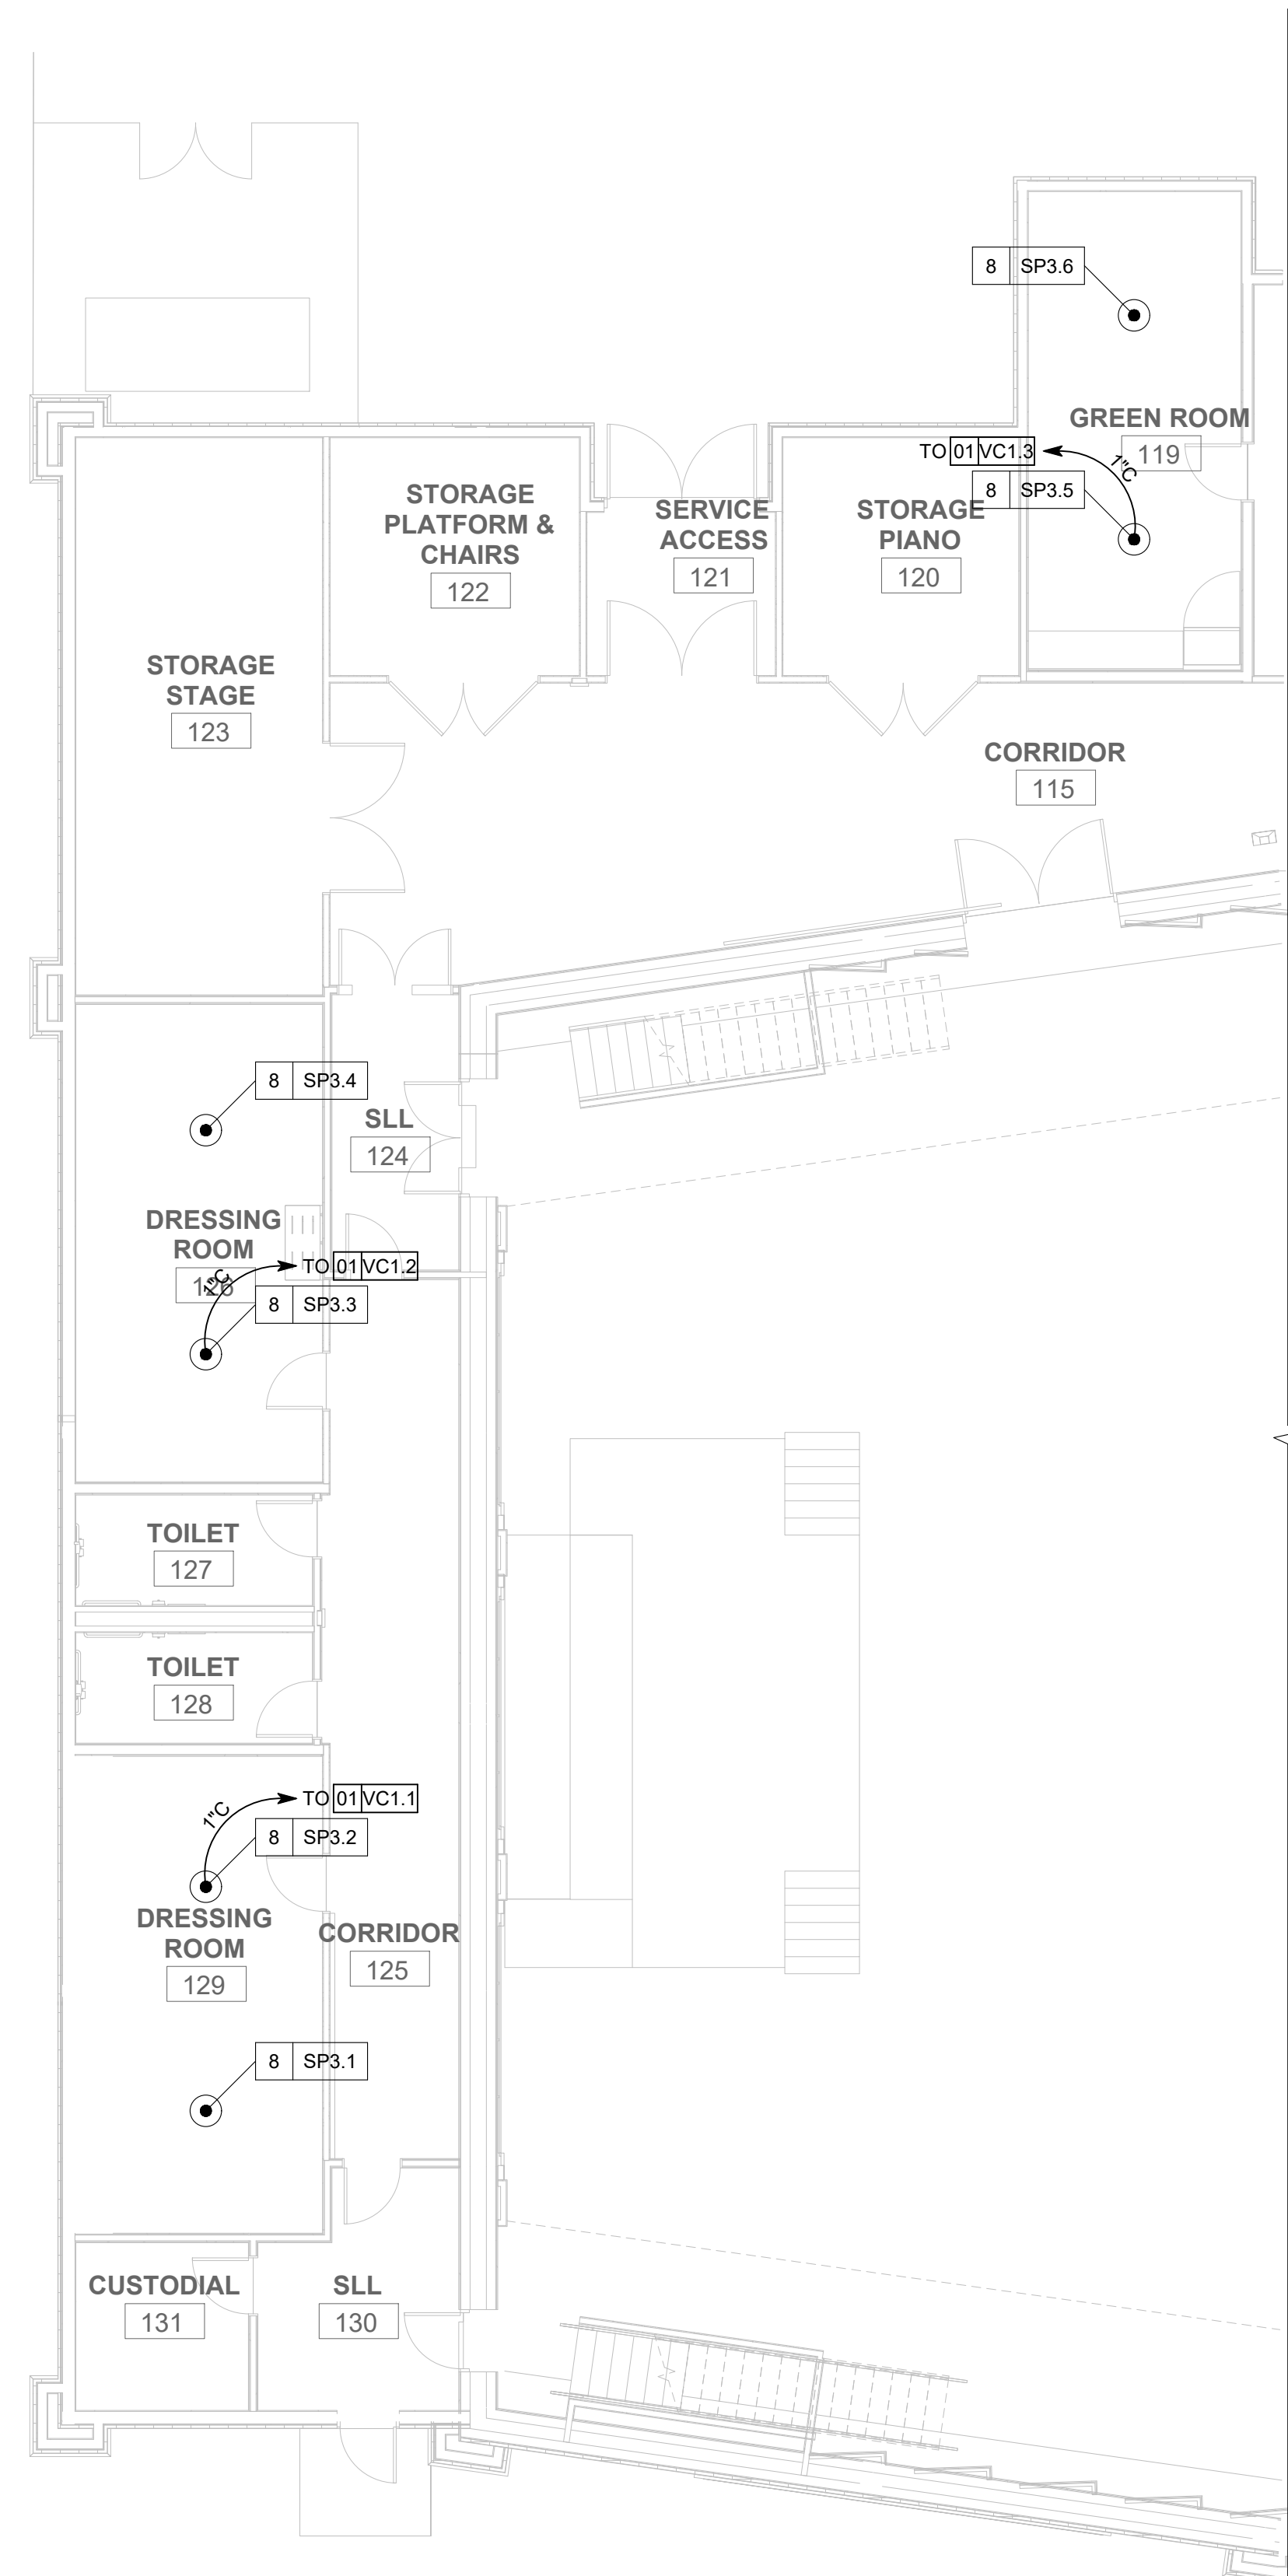 8 SP3.6
GREEN ROOM
119
TO 01 VC1.3
1"C
8 SP3.5
STORAGE
PLATFORM &
CHAIRS
122
SERVICE
ACCESS
121
STORAGE
PIANO
120
STORAGE
STAGE
123
CORRIDOR
115
8 SP3.4
SLL
124
DRESSING
ROOM
126
1"C
TO 01 VC1.2
8 SP3.3
TOILET
127
TOILET
128
1"C
TO 01 VC1.1
8 SP3.2
DRESSING
ROOM
129
CORRIDOR
125
8 SP3.1
CUSTODIAL
131
SLL
130